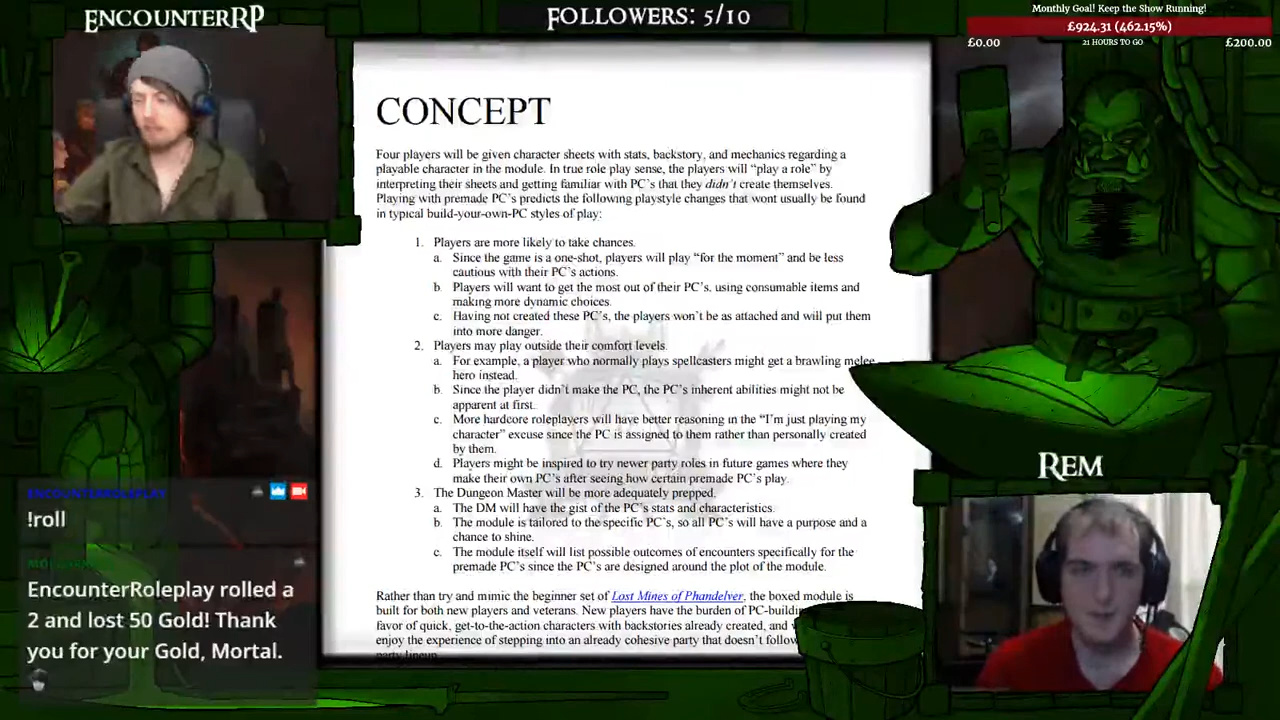 ENCOUNTERRP
FOLLOWERS: 5/10
Monthly Goal! Keep the Show Running!
£924.31 (462.15%)
£0.00
21 HOURS TO GO
£200.00
CONCEPT
Four players will be given character sheets with stats, backstory, and mechanics regarding a
playable character in the module. In true role play sense, the players will “play a role” by
interpreting their sheets and getting familiar with PC’s that they didn’t create themselves.
Playing with premade PC’s predicts the following playstyle changes that wont usually be found
in typical build-your-own-PC styles of play:
1. Players are more likely to take chances.
a. Since the game is a one-shot, players will play “for the moment” and be less
cautious with their PC’s actions.
b. Players will want to get the most out of their PC’s, using consumable items and
making more dynamic choices.
c. Having not created these PC’s, the players won’t be as attached and will put them
into more danger.
2. Players may play outside their comfort levels.
a. For example, a player who normally plays spellcasters might get a brawling melee
hero instead.
b. Since the player didn’t make the PC, the PC’s inherent abilities might not be
apparent at first.
c. More hardcore roleplayers will have better reasoning in the “I’m just playing my
character” excuse since the PC is assigned to them rather than personally created
by them.
d. Players might be inspired to try newer party roles in future games where they
make their own PC’s after seeing how certain premade PC’s play.
3. The Dungeon Master will be more adequately prepped.
a. The DM will have the gist of the PC’s stats and characteristics.
b. The module is tailored to the specific PC’s, so all PC’s will have a purpose and a
chance to shine.
c. The module itself will list possible outcomes of encounters specifically for the
premade PC’s since the PC’s are designed around the plot of the module.
Rather than try and mimic the beginner set of Lost Mines of Phandelver, the boxed module is
built for both new players and veterans. New players have the burden of PC-buildin
favor of quick, get-to-the-action characters with backstories already created, and
enjoy the experience of stepping into an already cohesive party that doesn’t follow
party lineup.
ENCOUNTERROLEPLAY
!roll
EncounterRoleplay rolled a
2 and lost 50 Gold! Thank
you for your Gold, Mortal.
REM